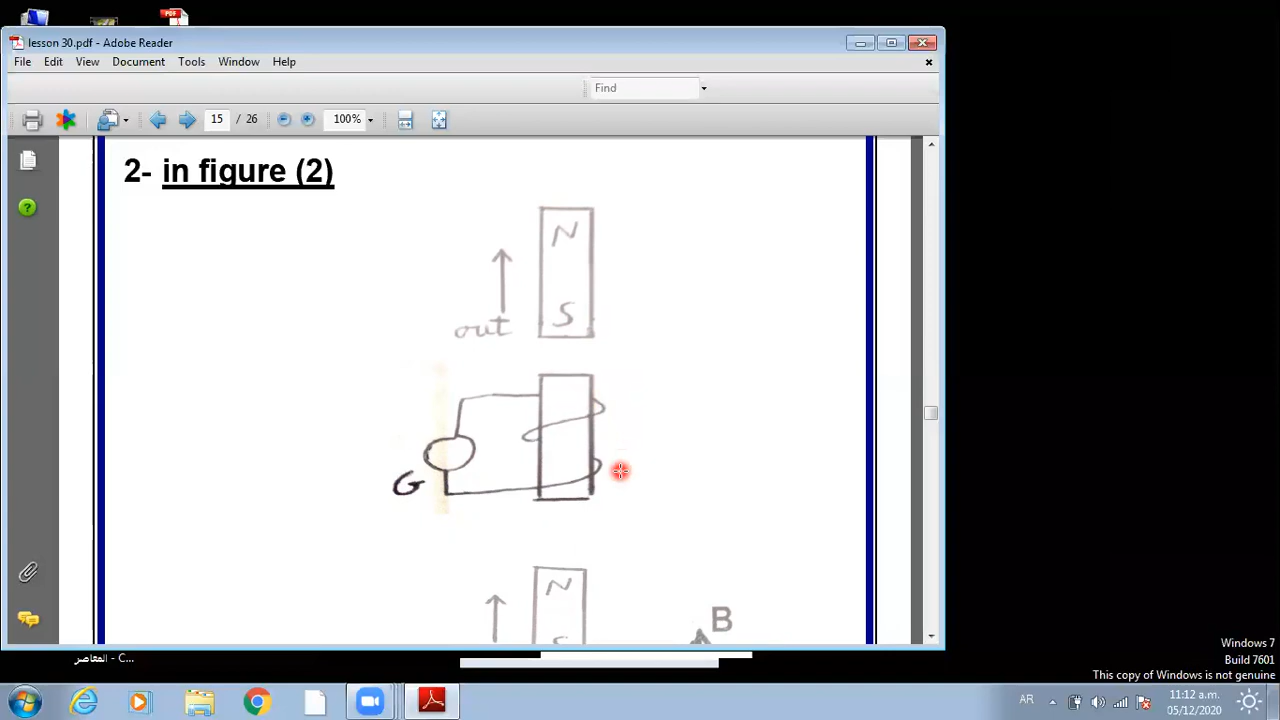 lesson 30.pdf - Adobe Reader
File Edit View Document Tools Window Help
Find
15 / 26 100%
2- in figure (2)
N
S
out
G
N
S
B
المعاصر - C...
Windows 7
Build 7601
This copy of Windows is not genuine
AR 11:12 a.m.
05/12/2020